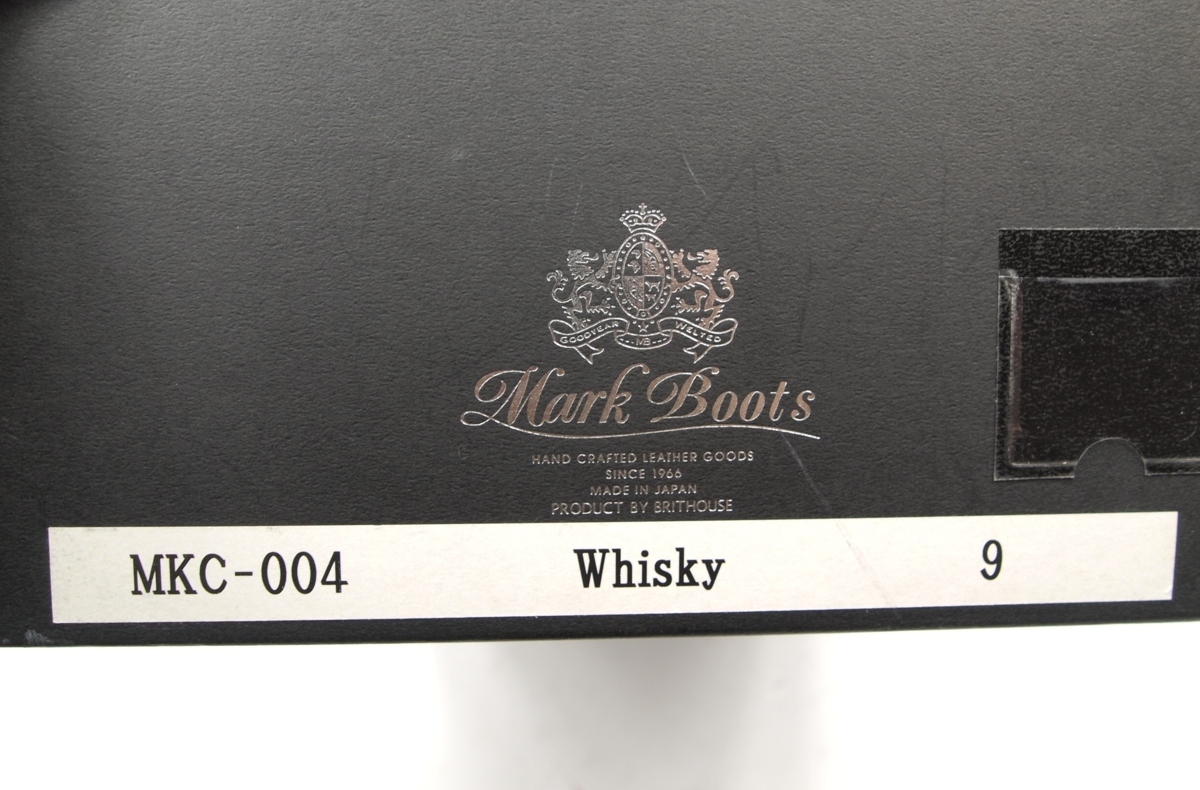 GOODYEAR WELTED
MB
Mark Boots
HAND CRAFTED LEATHER GOODS
SINCE 1966
MADE IN JAPAN
PRODUCT BY BRITHOUSE
MKC-004 Whisky 9